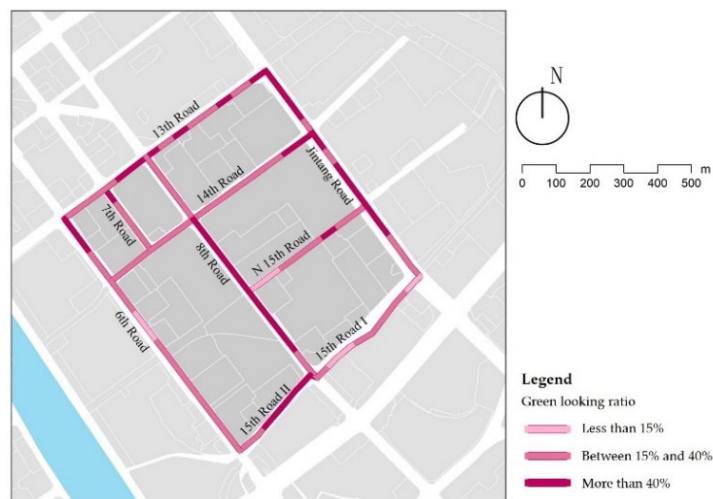 13th Road
14th Road
7th Road
Jintang Road
N 15th Road
8th Road
6th Road
15th Road I
15th Road II
N
0 100 200 300 400 500 m
Legend
Green looking ratio
Less than 15%
Between 15% and 40%
More than 40%